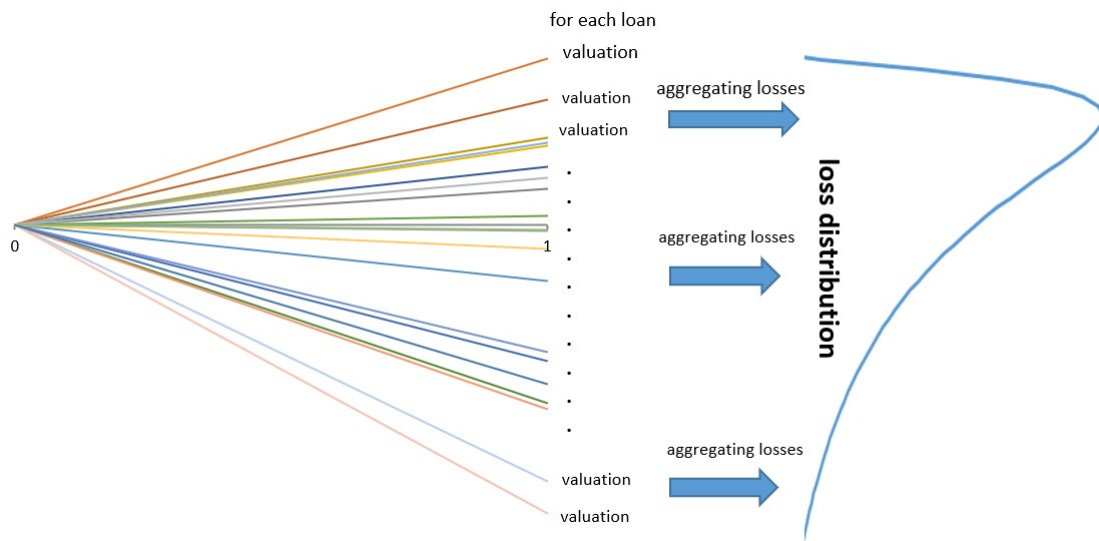 for each loan
valuation
valuation
valuation
aggregating losses
0
1
aggregating losses
loss distribution
aggregating losses
valuation
valuation